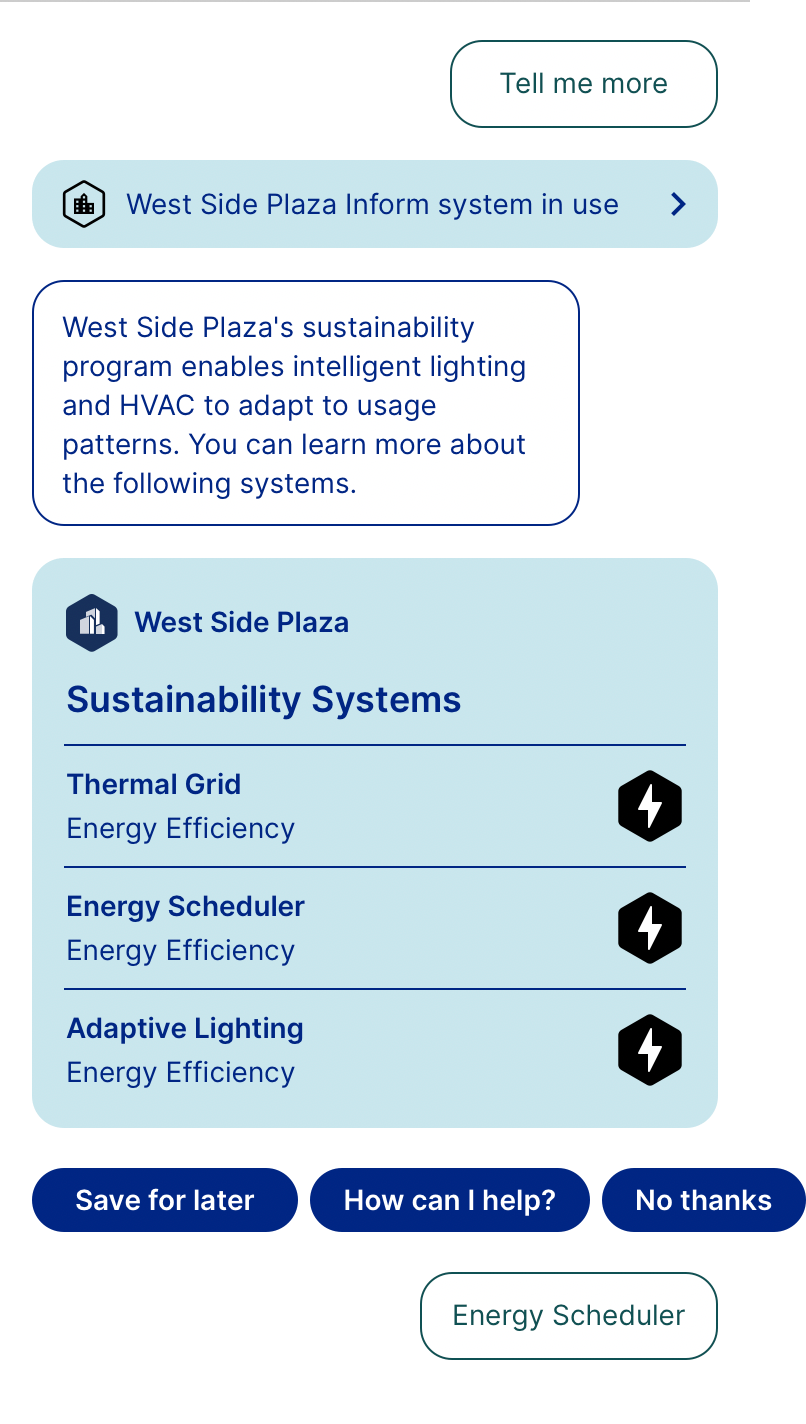 Tell me more
West Side Plaza Inform system in use
West Side Plaza's sustainability
program enables intelligent lighting
and HVAC to adapt to usage
patterns. You can learn more about
the following systems.
West Side Plaza
Sustainability Systems
Thermal Grid
Energy Efficiency
Energy Scheduler
Energy Efficiency
Adaptive Lighting
Energy Efficiency
Save for later
How can I help?
No thanks
Energy Scheduler